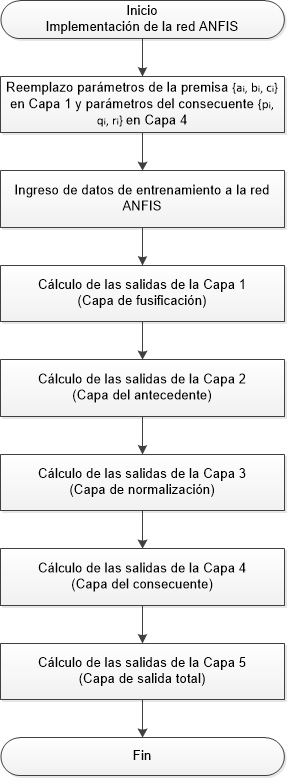 Inicio
Implementación de la red ANFIS
Reemplazo parámetros de la premisa {aᵢ, bᵢ, cᵢ}
en Capa 1 y parámetros del consecuente {pᵢ,
qᵢ, rᵢ} en Capa 4
Ingreso de datos de entrenamiento a la red
ANFIS
Cálculo de las salidas de la Capa 1
(Capa de fusificación)
Cálculo de las salidas de la Capa 2
(Capa del antecedente)
Cálculo de las salidas de la Capa 3
(Capa de normalización)
Cálculo de las salidas de la Capa 4
(Capa del consecuente)
Cálculo de las salidas de la Capa 5
(Capa de salida total)
Fin